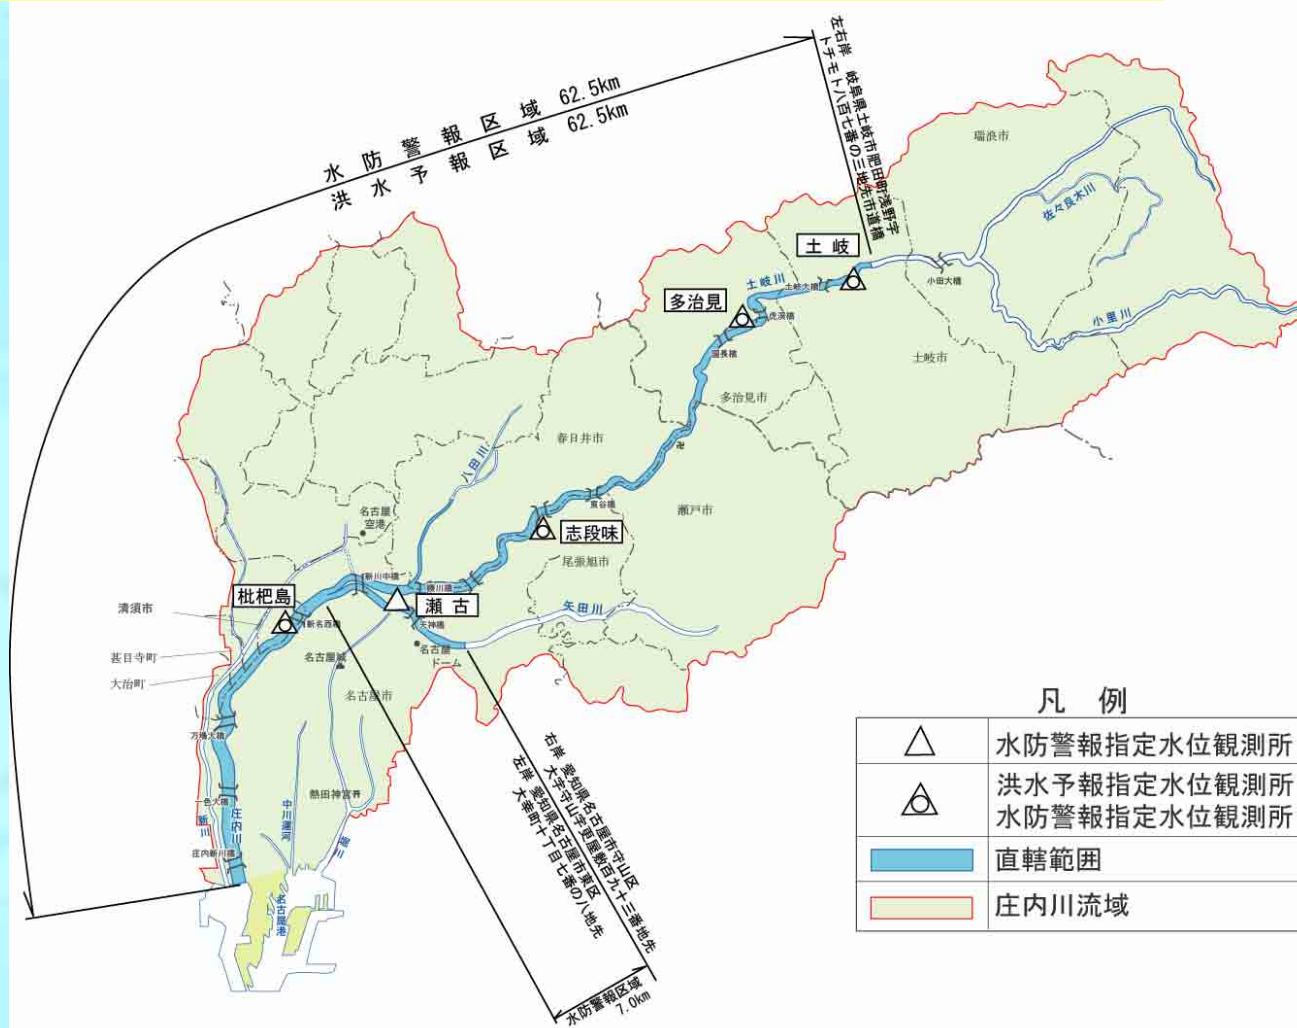 水防警報区域 62.5km
洪水予報区域 62.5km
左右岸 岐阜県土岐市肥田町浅野字
トチモト八百七番の三地先市道橋
瑞浪市
佐々良木川
土岐
小田大橋
土岐川
土岐大橋
多治見
虎渓橋
小里川
国長橋
土岐市
多治見市
春日井市
八田川
東谷橋
瀬戸市
名古屋
空港
志段味
尾張旭市
新川中橋
勝川橋
枇杷島
瀬古
矢田川
清須市
新名西橋
天神橋
甚目寺町
名古屋城
名古屋
ドーム
大治町
名古屋市
万場大橋
熱田神宮
一色大橋
新川
庄内川
中川運河
堀川
庄内新川橋
名古屋港
右岸 愛知県名古屋市守山区
大字守山字更屋敷百九十三番地先
左岸 愛知県名古屋市東区
大幸町十丁目七番の八地先
水防警報区域
7.0km
凡例
水防警報指定水位観測所
洪水予報指定水位観測所
水防警報指定水位観測所
直轄範囲
庄内川流域